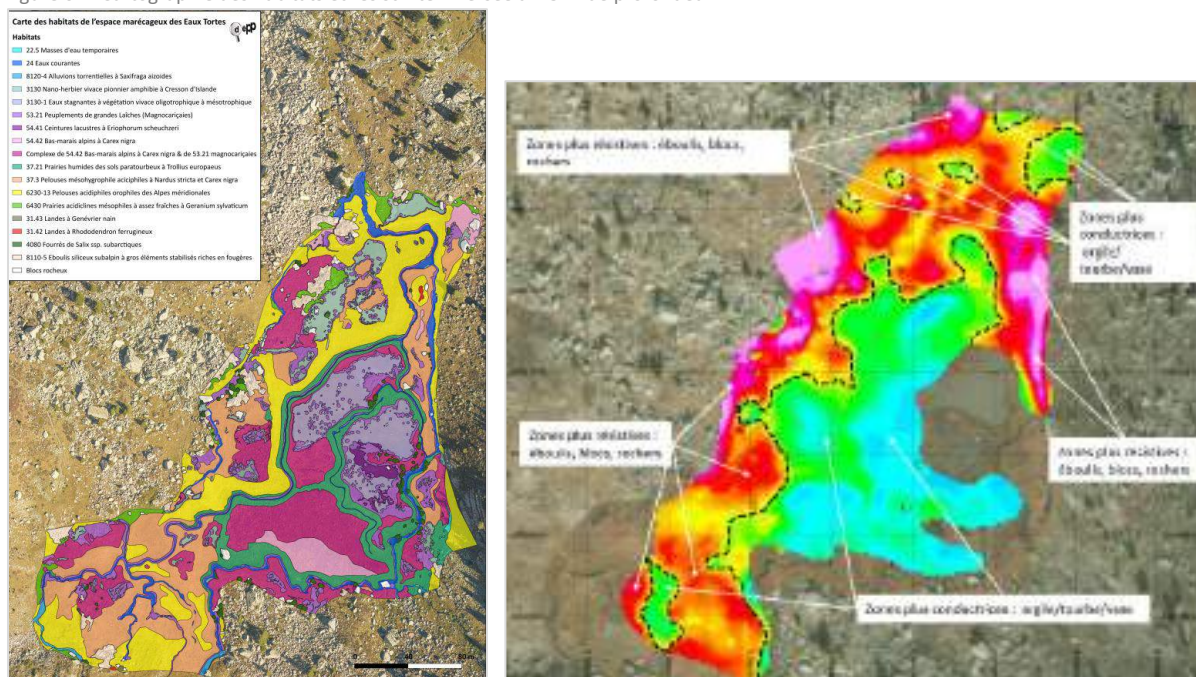 Carte des habitats de l'espace marécageux des Eaux Tortes
depp
Habitats
22.5 Masses d'eau temporaires
24 Eaux courantes
8120-4 Alluvions torrentielles à Saxifraga aizoides
3130 Nano-herbier vivace pionnier amphibie à Cresson d'Islande
3130-1 Eaux stagnantes à végétation vivace oligotrophique à mésotrophique
53.21 Peuplements de grandes Laîches (Magnocariçaies)
54.41 Ceintures lacustres à Eriophorum scheuchzeri
54.42 Bas-marais alpins à Carex nigra
Complexe de 54.42 Bas-marais alpins à Carex nigra & de 53.21 magnocariçaies
37.21 Prairies humides des sols paratourbeux à Trollius europaeus
37.3 Pelouses mésohygrophile aciciphiles à Nardus stricta et Carex nigra
6230-13 Pelouses acidiphiles orophiles des Alpes méridionales
6430 Prairies acidiclines mésophiles à assez fraîches à Geranium sylvaticum
31.43 Landes à Genévrier nain
31.42 Landes à Rhododendron ferrugineux
4080 Fourrés de Salix ssp. subarctiques
8110-5 Eboulis siliceux subalpin à gros éléments stabilisés riches en fougères
Blocs rocheux
0 80 m
Zones plus résistives : éboulis, blocs,
rochers
Zones plus
conductrices :
argile/
tourbe/vase
Zones plus résistives :
éboulis, blocs, rochers
Zones plus résistives :
éboulis, blocs, rochers
Zones plus conductrices : argile/tourbe/vase